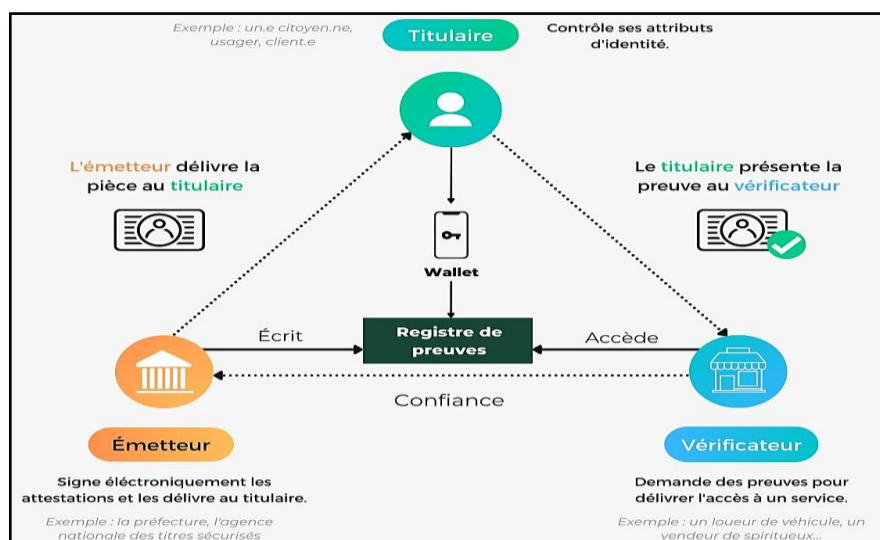 Exemple : un.e citoyen.ne,
usager, client.e
Titulaire
Contrôle ses attributs
d'identité.
L'émetteur délivre la
pièce au titulaire
Le titulaire présente la
preuve au vérificateur
Wallet
Écrit
Registre de
preuves
Accède
Confiance
Émetteur
Signe éléctroniquement les
attestations et les délivre au titulaire.
Exemple : la préfecture, l'agence
nationale des titres sécurisés
Vérificateur
Demande des preuves pour
délivrer l'accès à un service.
Exemple : un loueur de véhicule, un
vendeur de spiritueux...